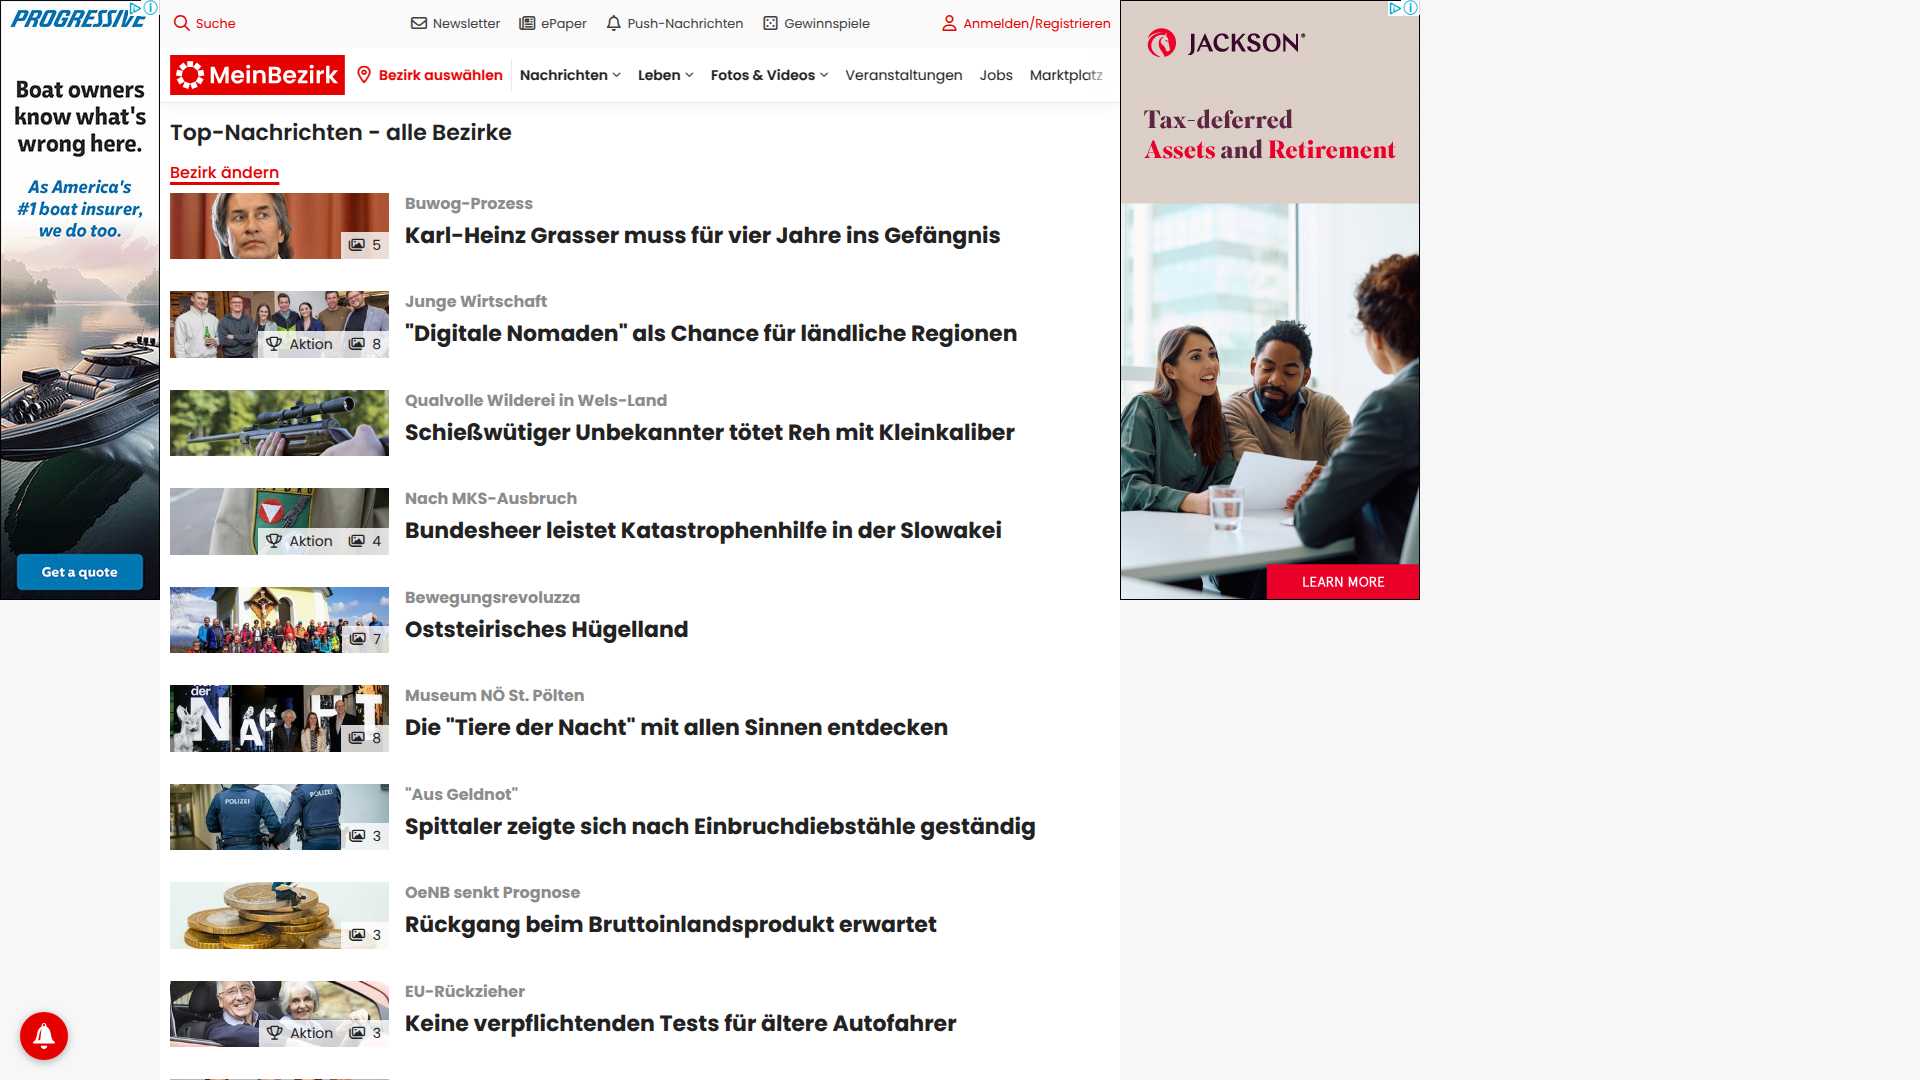 PROGRESSIVE
Boat owners
know what's
wrong here.
As America's
#1 boat insurer,
we do too.
Get a quote
Suche
Newsletter
ePaper
Push-Nachrichten
Gewinnspiele
Anmelden/Registrieren
MeinBezirk
Bezirk auswählen
Nachrichten
Leben
Fotos & Videos
Veranstaltungen
Jobs
Marktplatz
Top-Nachrichten - alle Bezirke
Bezirk ändern
5
Buwog-Prozess
Karl-Heinz Grasser muss für vier Jahre ins Gefängnis
Aktion 8
Junge Wirtschaft
"Digitale Nomaden" als Chance für ländliche Regionen
Qualvolle Wilderei in Wels-Land
Schießwütiger Unbekannter tötet Reh mit Kleinkaliber
Aktion 4
Nach MKS-Ausbruch
Bundesheer leistet Katastrophenhilfe in der Slowakei
7
Bewegungsrevoluzza
Oststeirisches Hügelland
der
NACHT
8
Museum NÖ St. Pölten
Die "Tiere der Nacht" mit allen Sinnen entdecken
POLIZEI
POLIZEI
3
"Aus Geldnot"
Spittaler zeigte sich nach Einbruchdiebstähle geständig
3
OeNB senkt Prognose
Rückgang beim Bruttoinlandsprodukt erwartet
Aktion 3
EU-Rückzieher
Keine verpflichtenden Tests für ältere Autofahrer
JACKSON®
Tax-deferred
Assets and Retirement
LEARN MORE